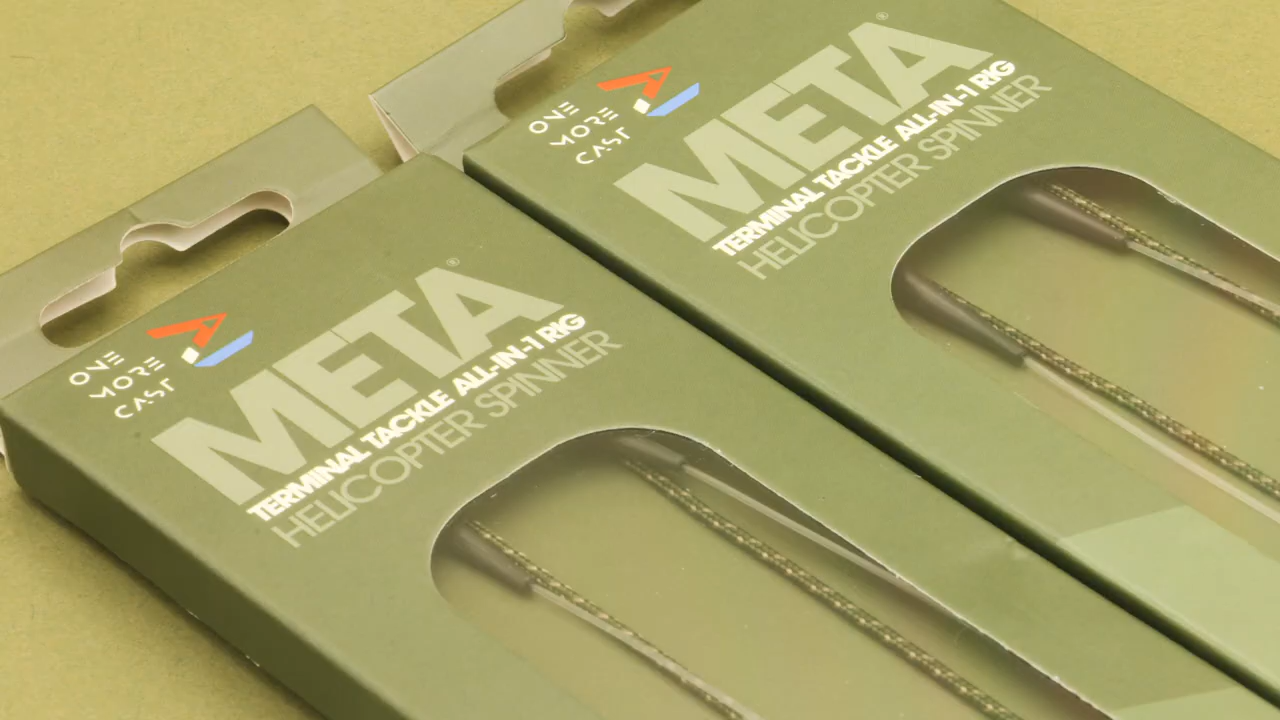 ONE
MORE
CAST
META®
TERMINAL TACKLE ALL-IN-1 RIG
HELICOPTER SPINNER
ONE
MORE
CAST
META®
TERMINAL TACKLE ALL-IN-1 RIG
HELICOPTER SPINNER